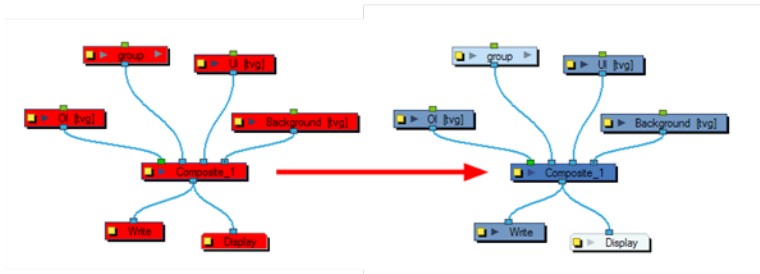 group
UI [tvg]
OI [tvg]
Background [tvg]
Composite_1
Write
Display
group
UI [tvg]
OI [tvg]
Background [tvg]
Composite_1
Write
Display